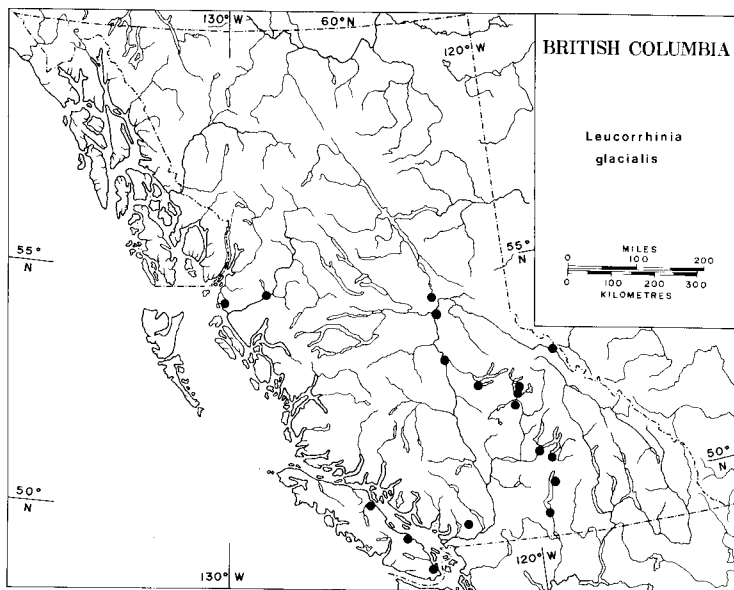 130° W
60° N
120° W
BRITISH COLUMBIA
Leucorrhinia
glacialis
55°
N
55°
N
MILES
0 100 200
0 100 200 300
KILOMETRES
50°
N
50°
N
130° W
120° W